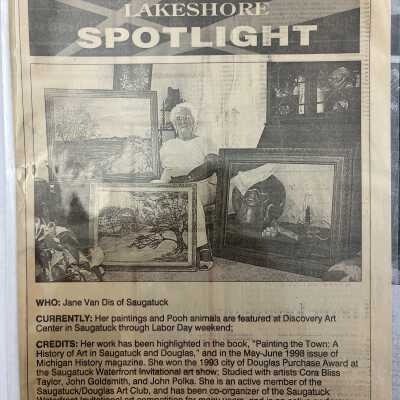 LAKESHORE
SPOTLIGHT
WHO: Jane Van Dis of Saugatuck
CURRENTLY: Her paintings and Pooh animals are featured at Discovery Art
Center in Saugatuck through Labor Day weekend;
CREDITS: Her work has been highlighted in the book, "Painting the Town: A
History of Art in Saugatuck and Douglas," and in the May-June 1998 issue of
Michigan History magazine. She won the 1993 city of Douglas Purchase Award at
the Saugatuck Waterfront Invitational art show. Studied with artists Cora Bliss
Taylor, John Goldsmith, and John Polka. She is an active member of the
Saugatuck/Douglas Art Club, and has been co-organizer of the Saugatuck